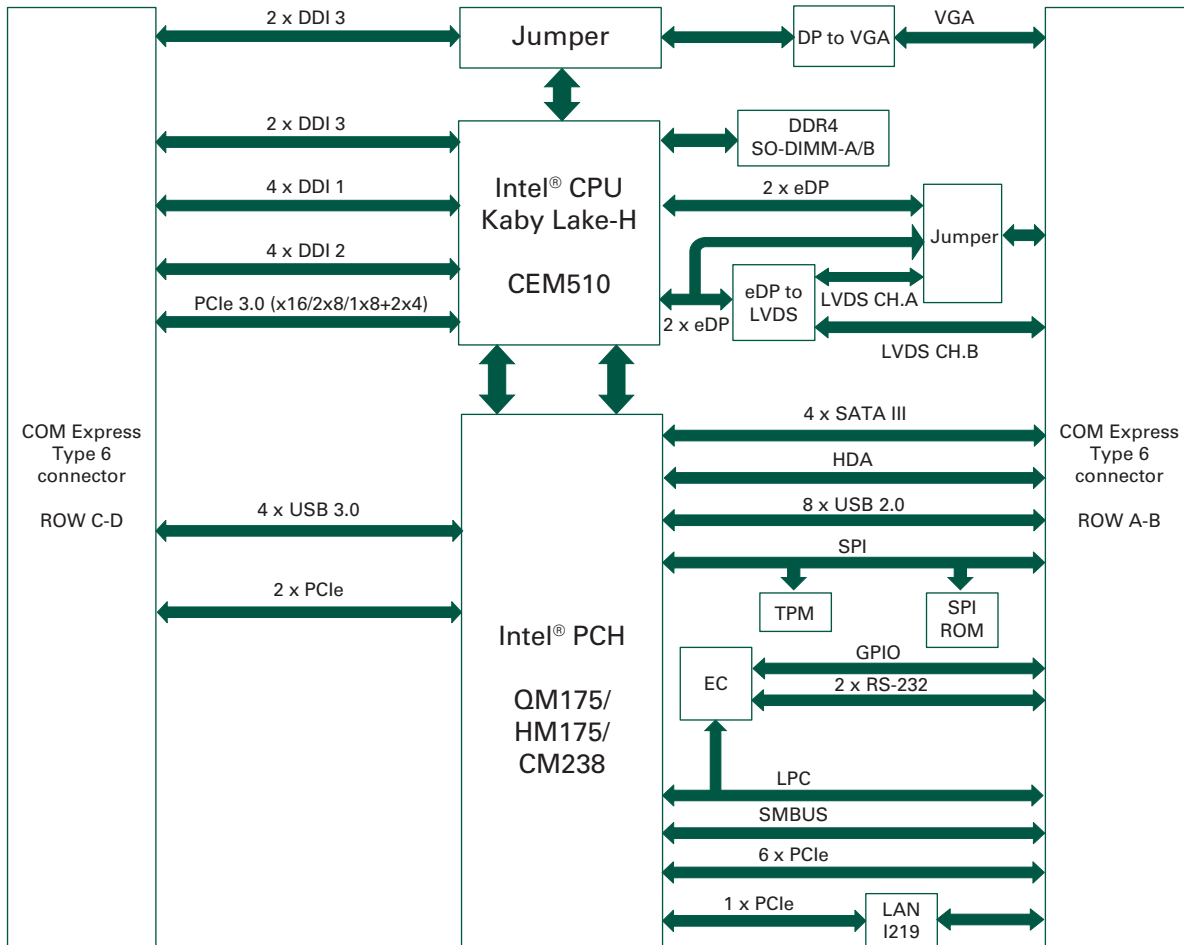 2 x DDI 3
Jumper
DP to VGA
VGA
2 x DDI 3
4 x DDI 1
4 x DDI 2
PCIe 3.0 (x16/2x8/1x8+2x4)
Intel® CPU
Kaby Lake-H
CEM510
DDR4
SO-DIMM-A/B
2 x eDP
Jumper
2 x eDP
eDP to
LVDS
LVDS CH.A
LVDS CH.B
COM Express
Type 6
connector
ROW C-D
4 x USB 3.0
2 x PCIe
Intel® PCH
QM175/
HM175/
CM238
4 x SATA III
HDA
8 x USB 2.0
SPI
TPM
SPI
ROM
EC
GPIO
2 x RS-232
LPC
SMBUS
6 x PCIe
1 x PCIe
LAN
I219
COM Express
Type 6
connector
ROW A-B